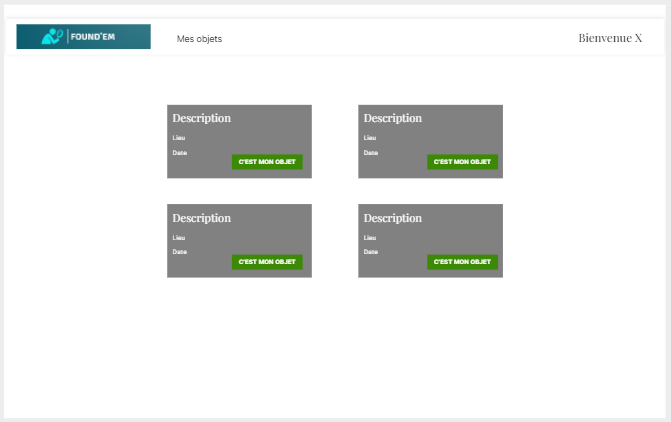 FOUND'EM
Mes objets
Bienvenue X
Description
Lieu
Date
C'EST MON OBJET
Description
Lieu
Date
C'EST MON OBJET
Description
Lieu
Date
C'EST MON OBJET
Description
Lieu
Date
C'EST MON OBJET